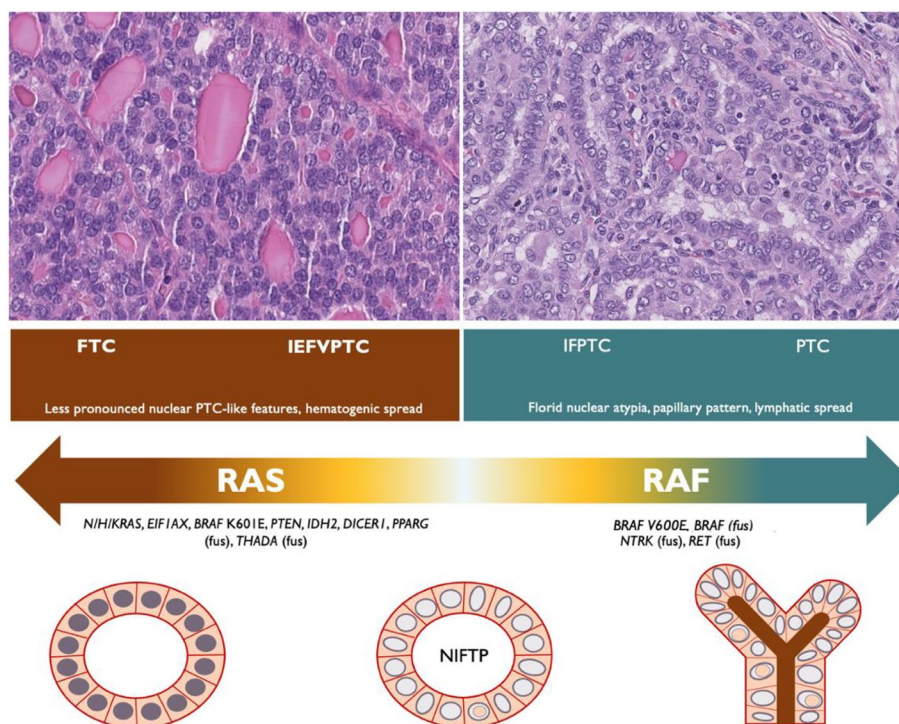 FTC IEFVPTC
Less pronounced nuclear PTC-like features, hematogenic spread
IFPTC PTC
Florid nuclear atypia, papillary pattern, lymphatic spread
RAS RAF
N/H/KRAS, EIF1AX, BRAF K601E, PTEN, IDH2, DICER1, PPARG
(fus), THADA (fus)
BRAF V600E, BRAF (fus)
NTRK (fus), RET (fus)
NIFTP